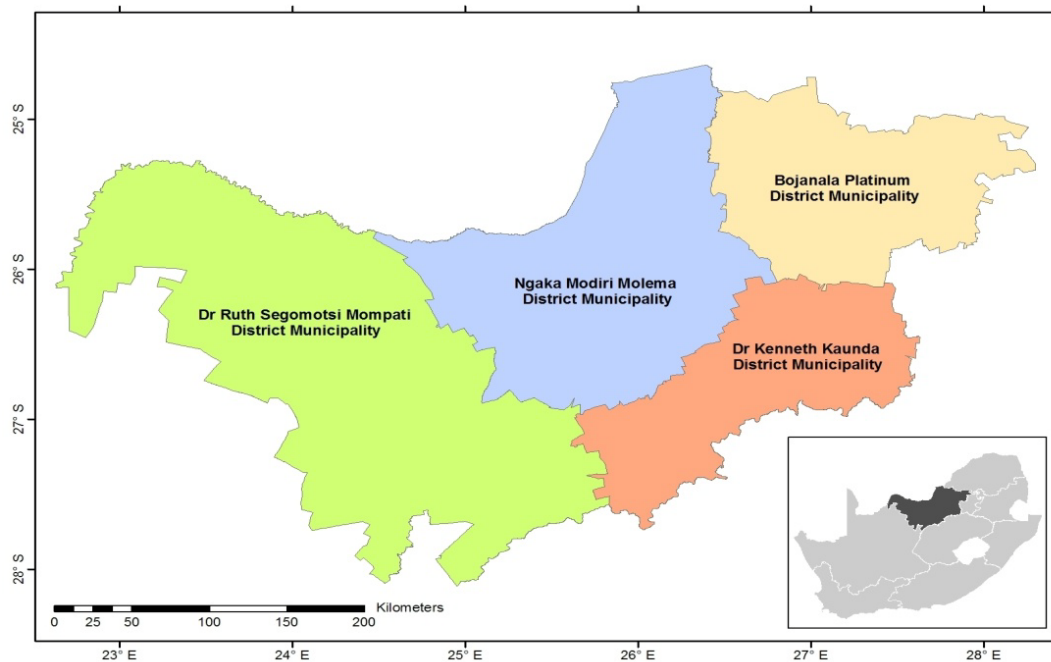 25° S
26° S
27° S
28° S
Bojanala Platinum
District Municipality
Ngaka Modiri Molema
District Municipality
Dr Ruth Segomotsi Mompati
District Municipality
Dr Kenneth Kaunda
District Municipality
Kilometers
0 25 50 100 150 200
23° E 24° E 25° E 26° E 27° E 28° E